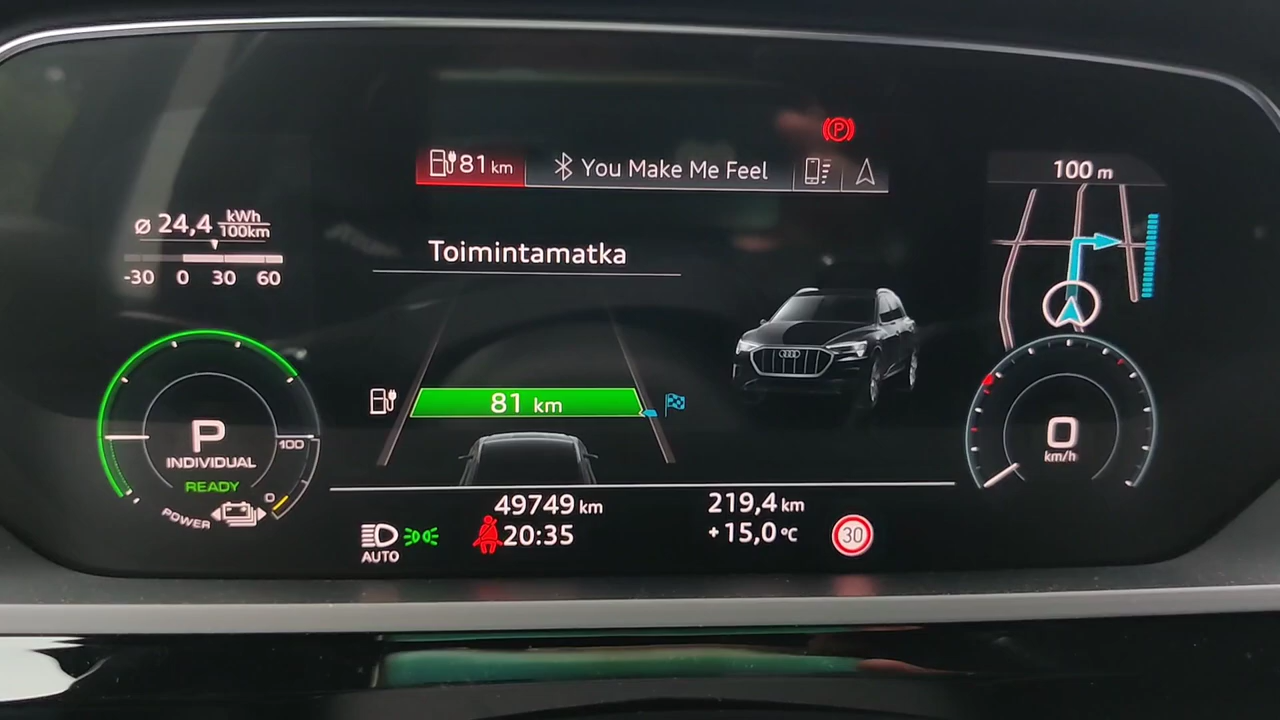 P
81 km
You Make Me Feel
100 m
Ø 24,4 kWh/100km
-30 0 30 60
Toimintamatka
81 km
100
P
INDIVIDUAL
READY
0
POWER
0
km/h
49749 km
219,4 km
AUTO
20:35
+15,0 °C
30